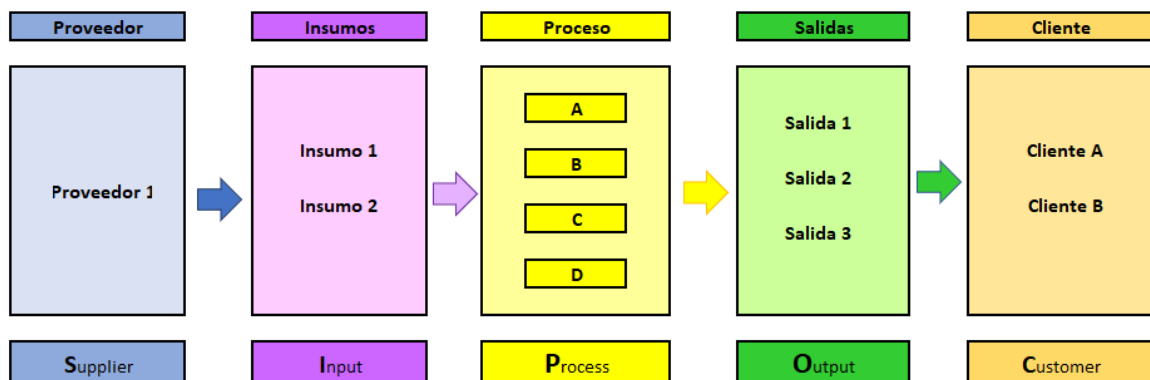 Proveedor
Insumos
Proceso
Salidas
Cliente
Proveedor 1
Insumo 1
Insumo 2
A
B
C
D
Salida 1
Salida 2
Salida 3
Cliente A
Cliente B
Supplier
Input
Process
Output
Customer